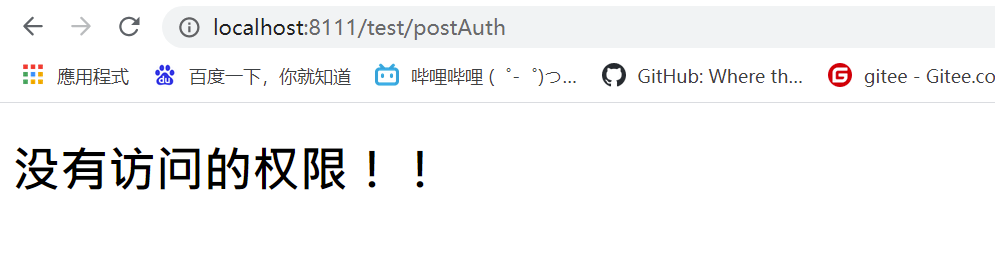 localhost:8111/test/postAuth
應用程式 百度一下，你就知道 哔哩哔哩 ( ゜- ゜)つ... GitHub: Where th... gitee - Gitee.co
没有访问的权限！！